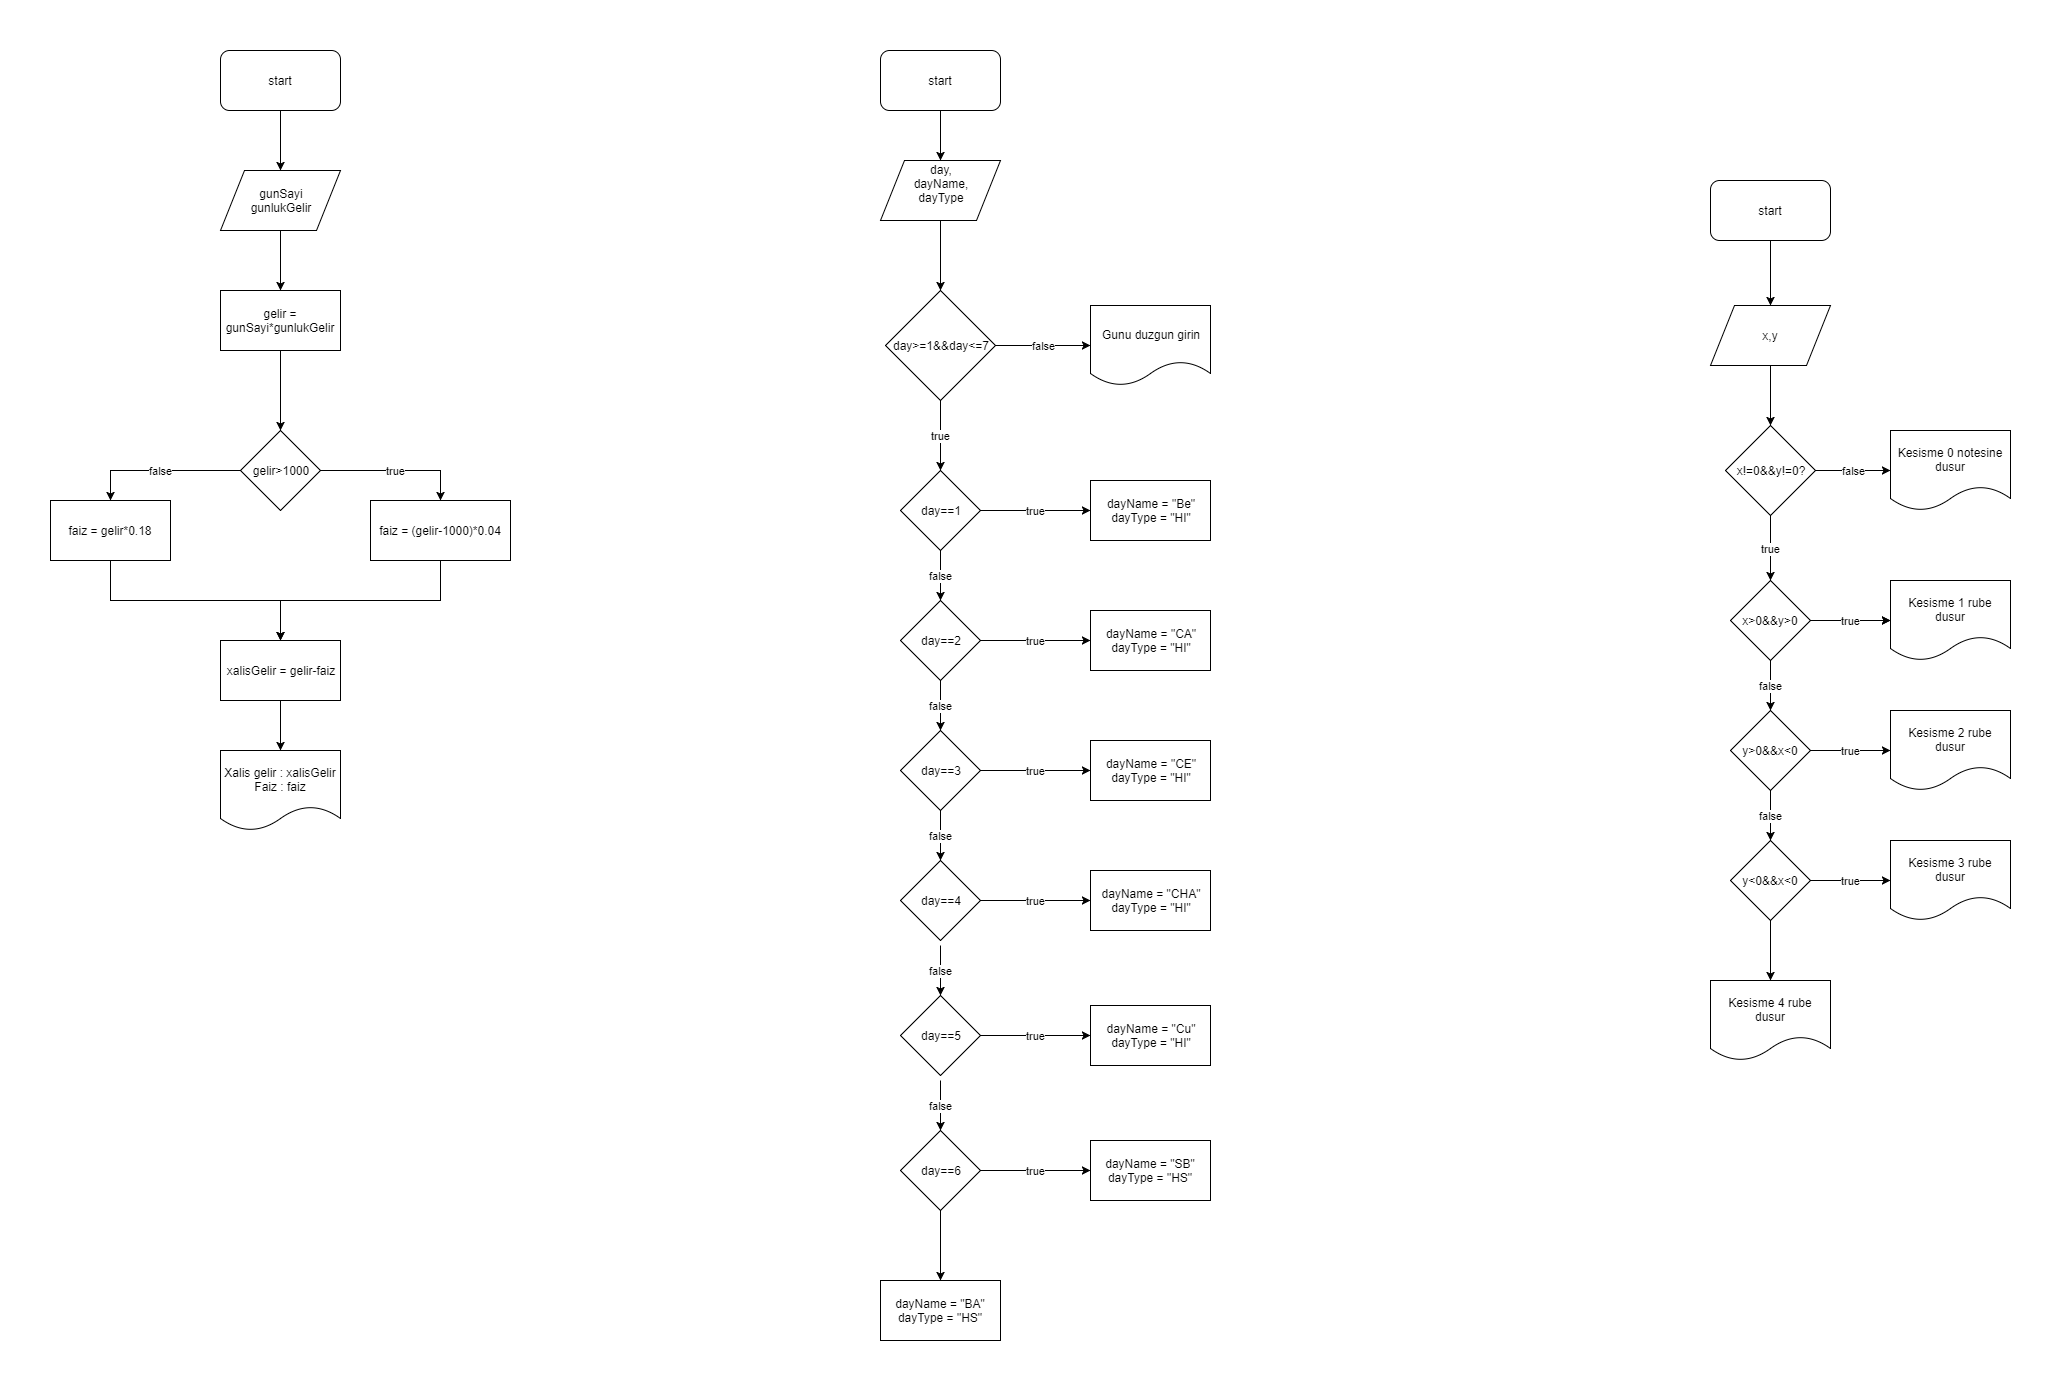 start
gunSayi
gunlukGelir
gelir =
gunSayi*gunlukGelir
gelir>1000
false
true
faiz = gelir*0.18
faiz = (gelir-1000)*0.04
xalisGelir = gelir-faiz
Xalis gelir : xalisGelir
Faiz : faiz
start
day,
dayName,
dayType
day>=1&&day<=7
false
Gunu duzgun girin
true
day==1
true
dayName = "Be"
dayType = "HI"
false
day==2
true
dayName = "CA"
dayType = "HI"
false
day==3
true
dayName = "CE"
dayType = "HI"
false
day==4
true
dayName = "CHA"
dayType = "HI"
false
day==5
true
dayName = "Cu"
dayType = "HI"
false
day==6
true
dayName = "SB"
dayType = "HS"
dayName = "BA"
dayType = "HS"
start
x,y
x!=0&&y!=0?
false
Kesisme 0 notesine
dusur
true
x>0&&y>0
true
Kesisme 1 rube
dusur
false
y>0&&x<0
true
Kesisme 2 rube
dusur
false
y<0&&x<0
true
Kesisme 3 rube
dusur
Kesisme 4 rube
dusur